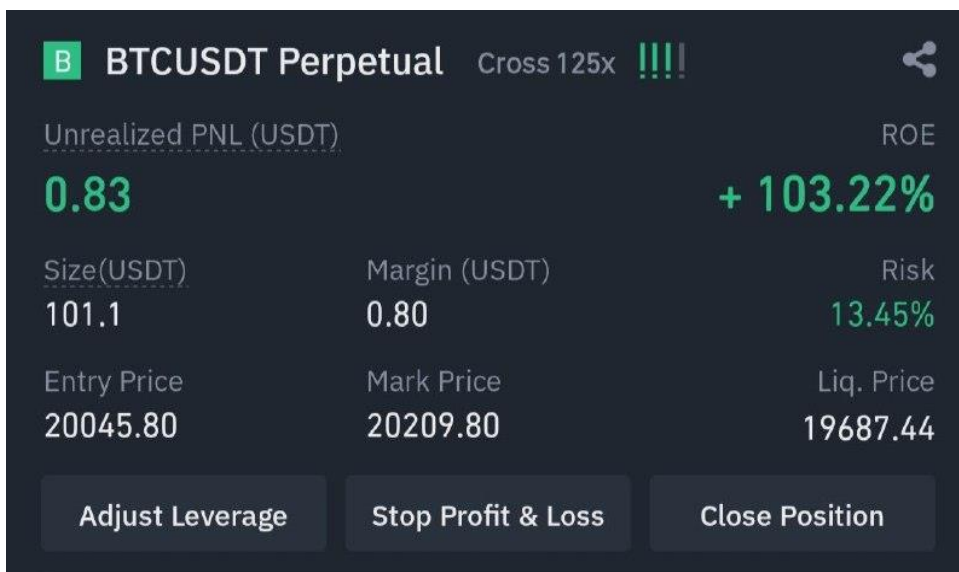 B BTCUSDT Perpetual Cross 125x
Unrealized PNL (USDT) ROE
0.83 + 103.22%
Size(USDT) Margin (USDT) Risk
101.1 0.80 13.45%
Entry Price Mark Price Liq. Price
20045.80 20209.80 19687.44
Adjust Leverage Stop Profit & Loss Close Position